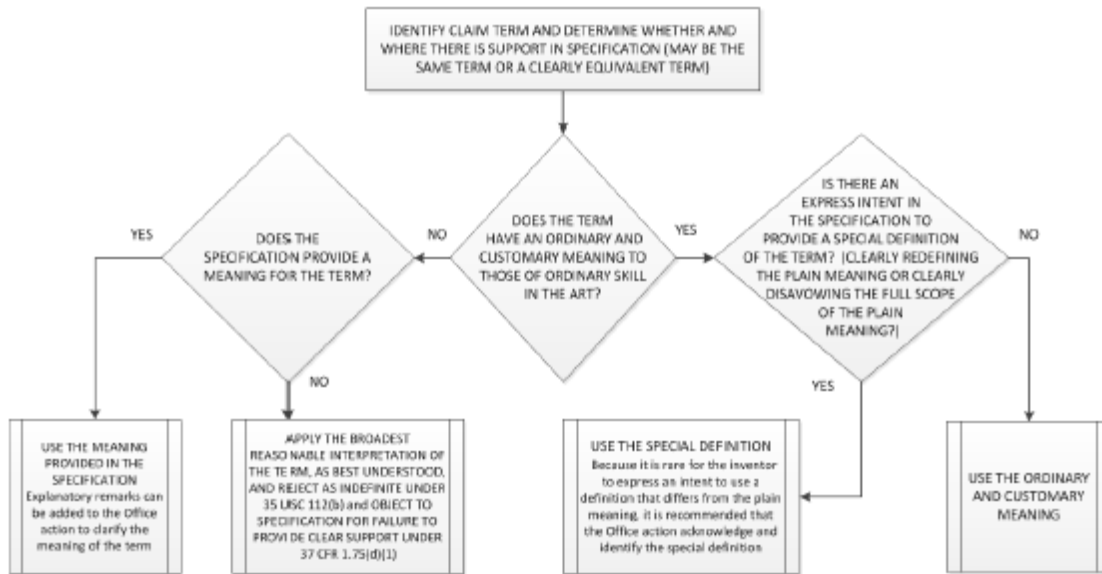 IDENTIFY CLAIM TERM AND DETERMINE WHETHER AND
WHERE THERE IS SUPPORT IN SPECIFICATION (MAY BE THE
SAME TERM OR A CLEARLY EQUIVALENT TERM)
YES
DOES THE
SPECIFICATION PROVIDE A
MEANING FOR THE TERM?
NO
DOES THE TERM
HAVE AN ORDINARY AND
CUSTOMARY MEANING TO
THOSE OF ORDINARY SKILL
IN THE ART?
YES
IS THERE AN
EXPRESS INTENT IN
THE SPECIFICATION TO
PROVIDE A SPECIAL DEFINITION
OF THE TERM? (CLEARLY REDEFINING
THE PLAIN MEANING OR CLEARLY
DISAVOWING THE FULL SCOPE
OF THE PLAIN
MEANING?)
NO
NO
YES
USE THE MEANING
PROVIDED IN THE
SPECIFICATION
Explanatory remarks can
be added to the Office
action to clarify the
meaning of the term
APPLY THE BROADEST
REASONABLE INTERPRETATION OF
THE TERM, AS BEST UNDERSTOOD,
AND REJECT AS INDEFINITE UNDER
35 USC 112(b) and OBJECT TO
SPECIFICATION FOR FAILURE TO
PROVIDE CLEAR SUPPORT UNDER
37 CFR 1.75(d)(1)
USE THE SPECIAL DEFINITION
Because it is rare for the inventor
to express an intent to use a
definition that differs from the plain
meaning, it is recommended that
the Office action acknowledge and
identify the special definition
USE THE ORDINARY
AND CUSTOMARY
MEANING